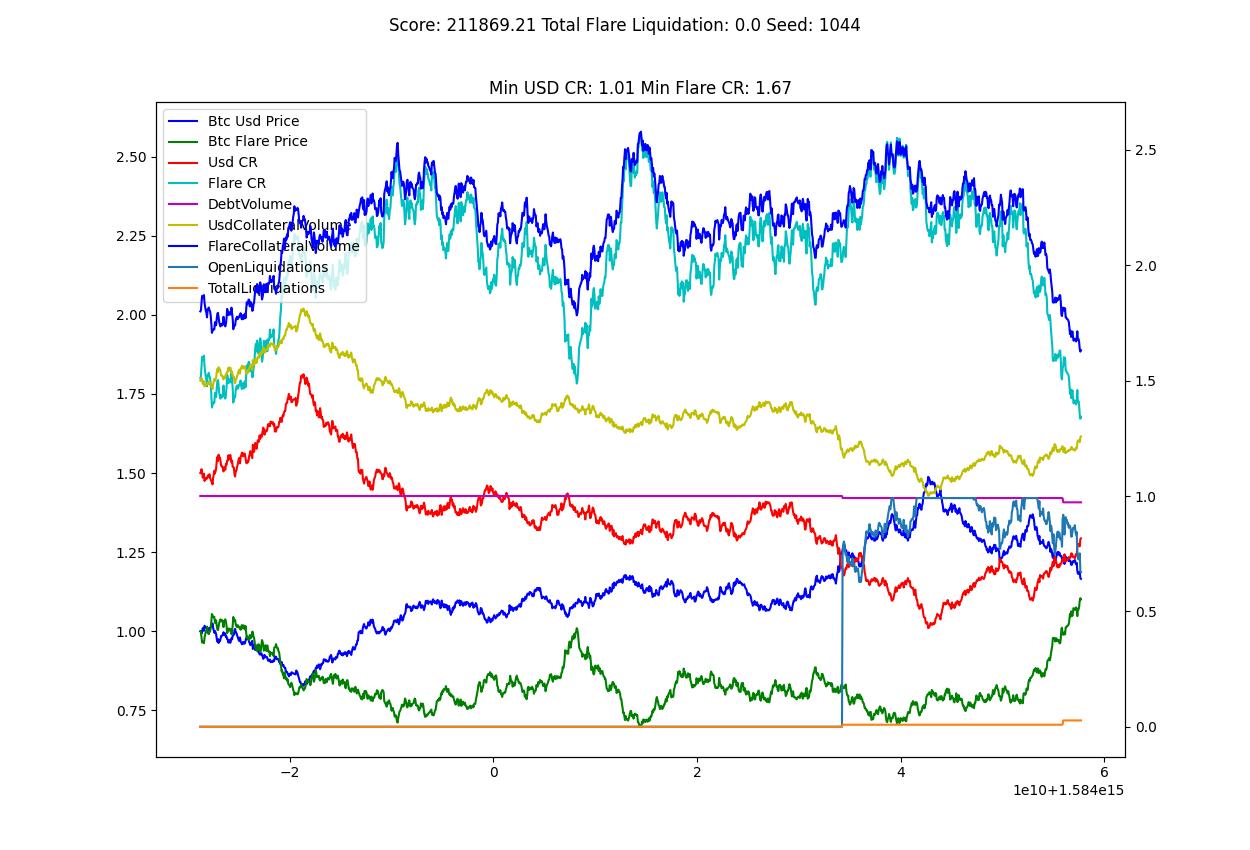 Score: 211869.21 Total Flare Liquidation: 0.0 Seed: 1044
Min USD CR: 1.01 Min Flare CR: 1.67
Btc Usd Price
Btc Flare Price
Usd CR
Flare CR
DebtVolume
UsdCollateralVolume
FlareCollateralVolume
OpenLiquidations
TotalLiquidations
2.50
2.25
2.00
1.75
1.50
1.25
1.00
0.75
2.5
2.0
1.5
1.0
0.5
0.0
−2
0
2
4
6
1e10+1.584e15